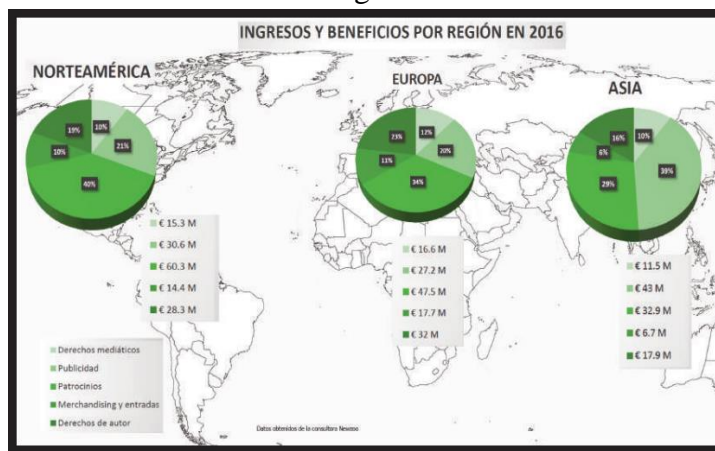 INGRESOS Y BENEFICIOS POR REGIÓN EN 2016
NORTEAMÉRICA
10%
21%
40%
10%
19%
€ 15.3 M
€ 30.6 M
€ 60.3 M
€ 14.4 M
€ 28.3 M
EUROPA
12%
20%
34%
11%
23%
€ 16.6 M
€ 27.2 M
€ 47.5 M
€ 17.7 M
€ 32 M
ASIA
10%
39%
29%
6%
16%
€ 11.5 M
€ 43 M
€ 32.9 M
€ 6.7 M
€ 17.9 M
Derechos mediáticos
Publicidad
Patrocinios
Merchandising y entradas
Derechos de autor
Datos obtenidos de la consultora Newzoo